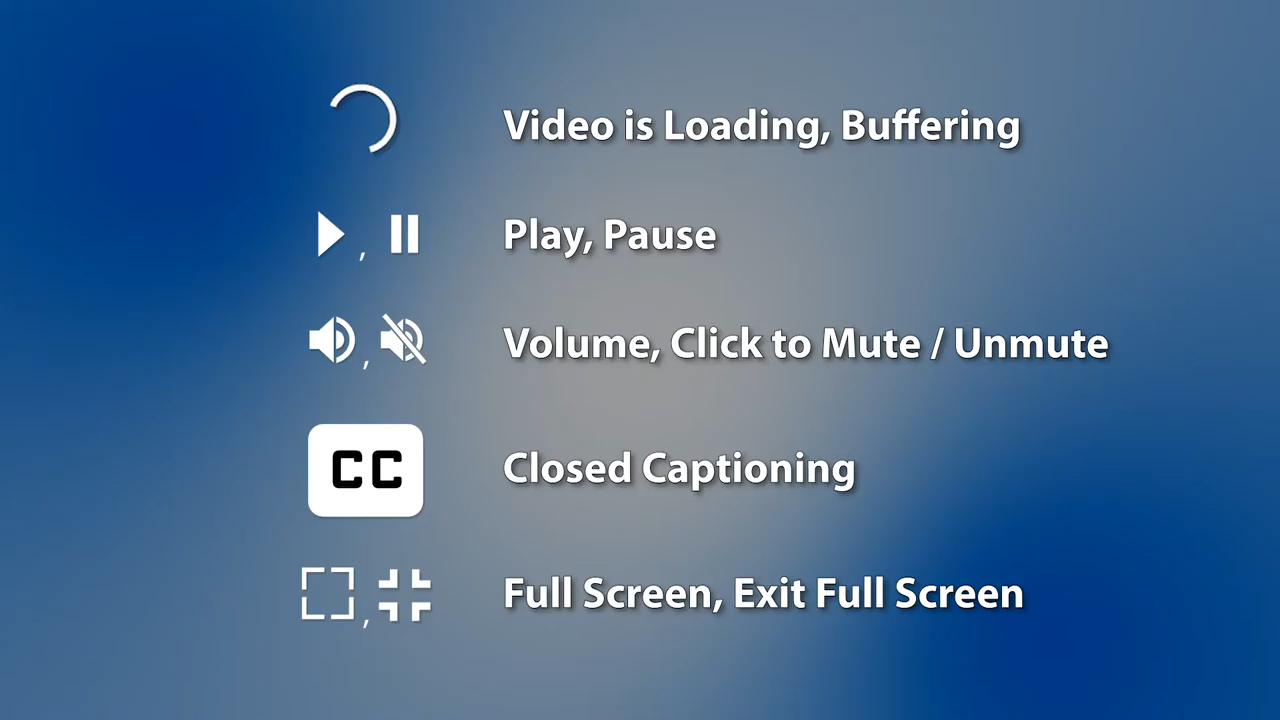 Video is Loading, Buffering
, Play, Pause
, Volume, Click to Mute / Unmute
CC Closed Captioning
, Full Screen, Exit Full Screen